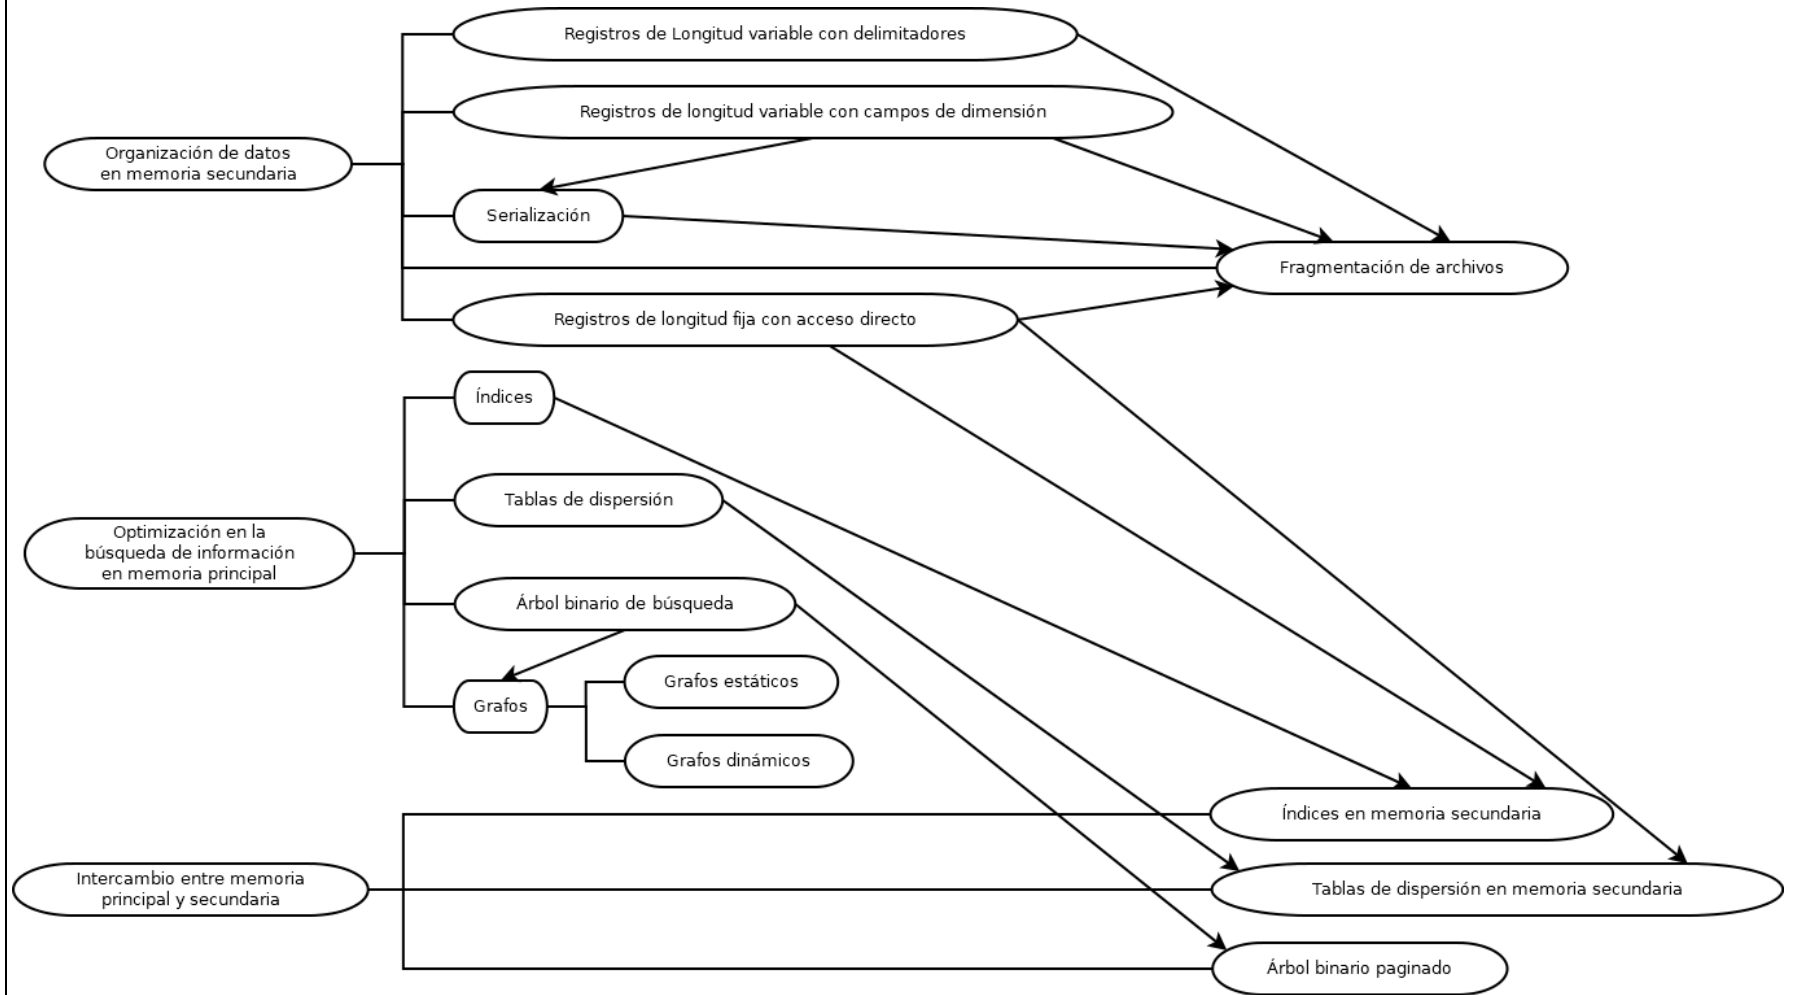 Registros de Longitud variable con delimitadores
Registros de longitud variable con campos de dimensión
Organización de datos
en memoria secundaria
Serialización
Fragmentación de archivos
Registros de longitud fija con acceso directo
Índices
Tablas de dispersión
Optimización en la
búsqueda de información
en memoria principal
Árbol binario de búsqueda
Grafos estáticos
Grafos
Grafos dinámicos
Índices en memoria secundaria
Intercambio entre memoria
principal y secundaria
Tablas de dispersión en memoria secundaria
Árbol binario paginado